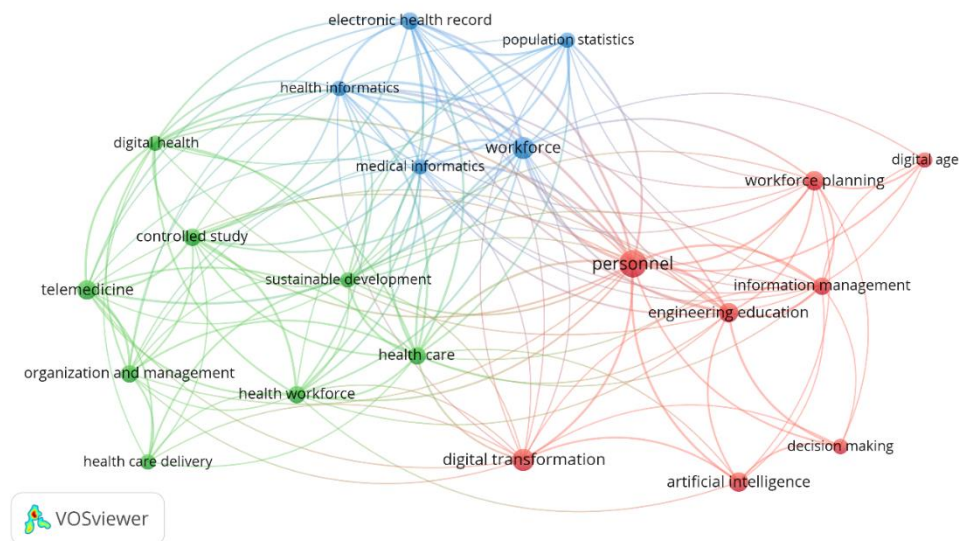 electronic health record
population statistics
health informatics
digital health
workforce
digital age
medical informatics
workforce planning
controlled study
personnel
sustainable development
telemedicine
information management
engineering education
health care
organization and management
health workforce
decision making
digital transformation
health care delivery
artificial intelligence
VOSviewer